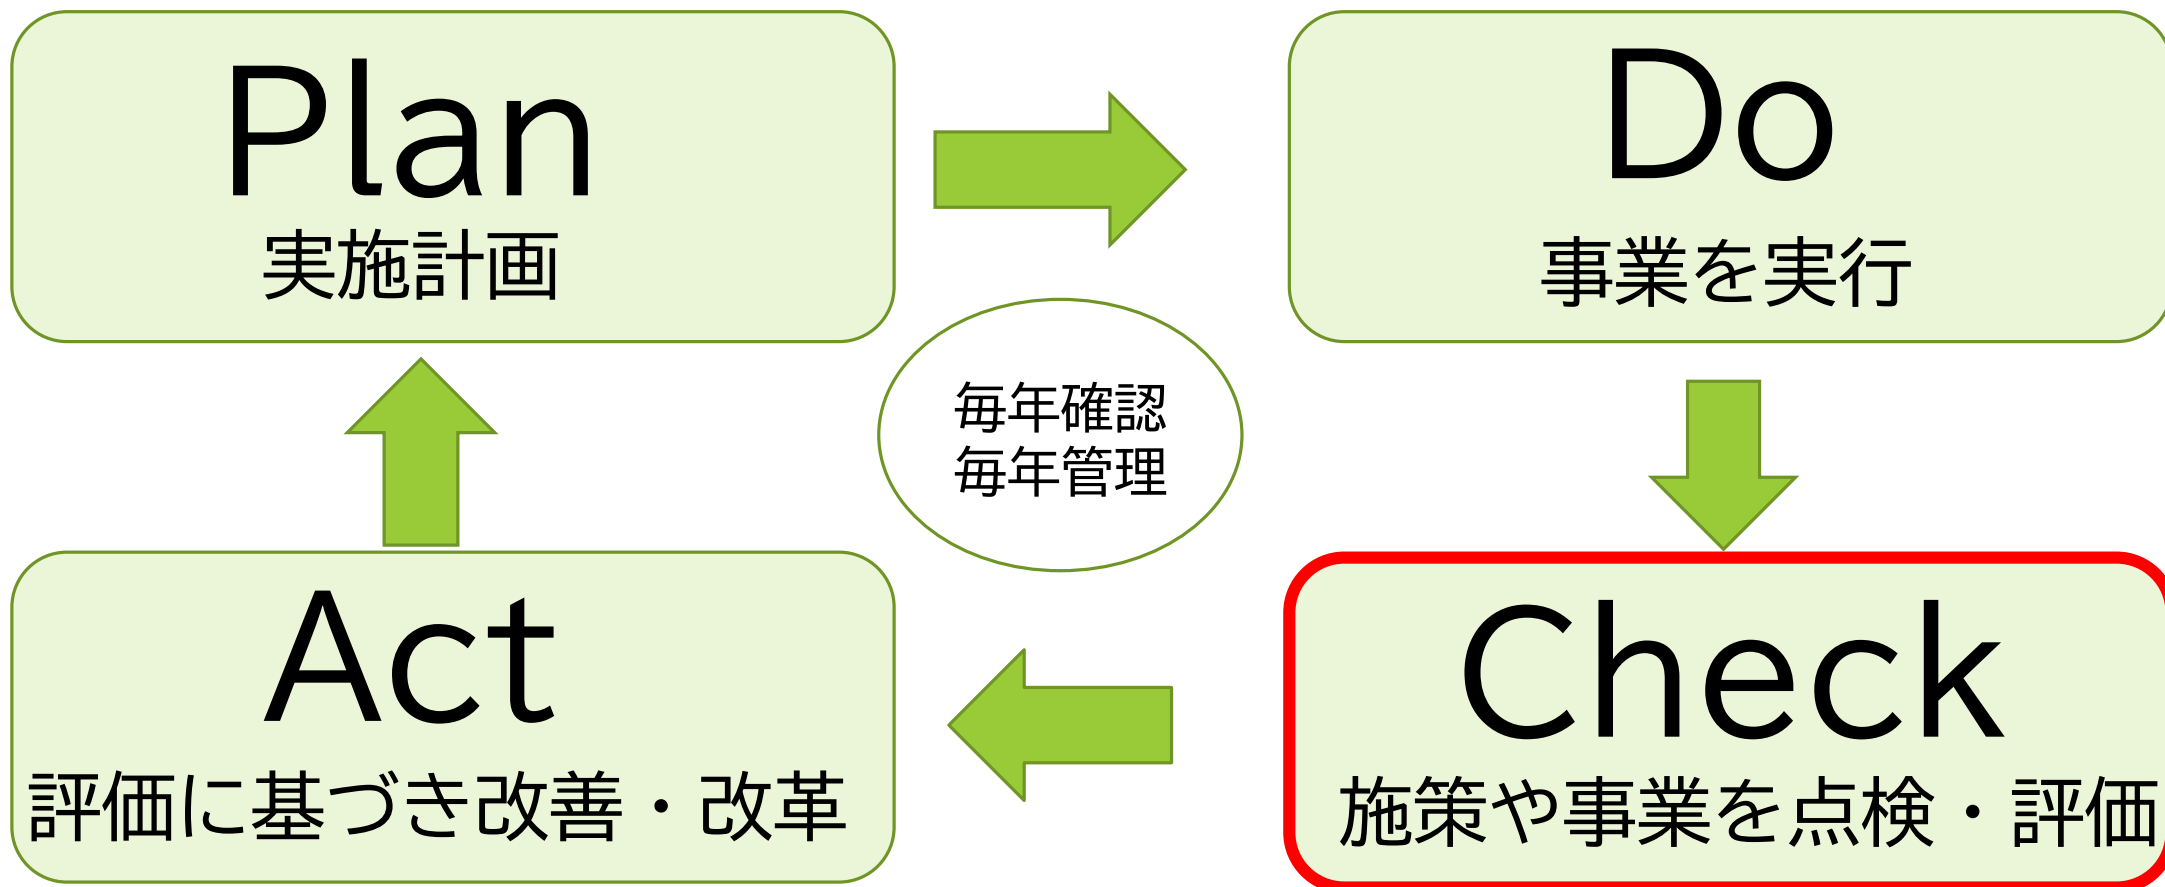 Plan
実施計画
Do
事業を実行
毎年確認
毎年管理
Act
評価に基づき改善・改革
Check
施策や事業を点検・評価